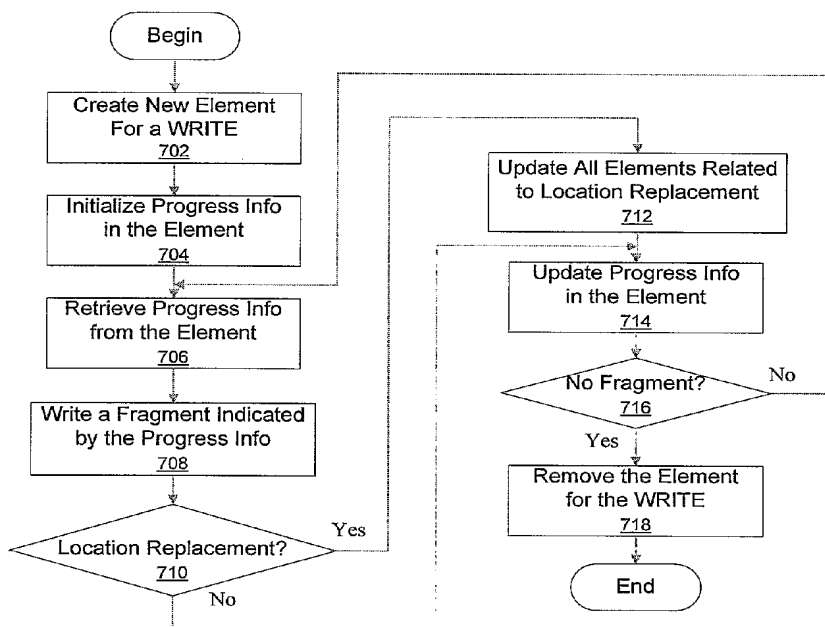 Begin
Create New Element
For a WRITE
702
Initialize Progress Info
in the Element
704
Retrieve Progress Info
from the Element
706
Write a Fragment Indicated
by the Progress Info
708
Location Replacement?
710
Yes
No
Update All Elements Related
to Location Replacement
712
Update Progress Info
in the Element
714
No Fragment?
716
No
Yes
Remove the Element
for the WRITE
718
End